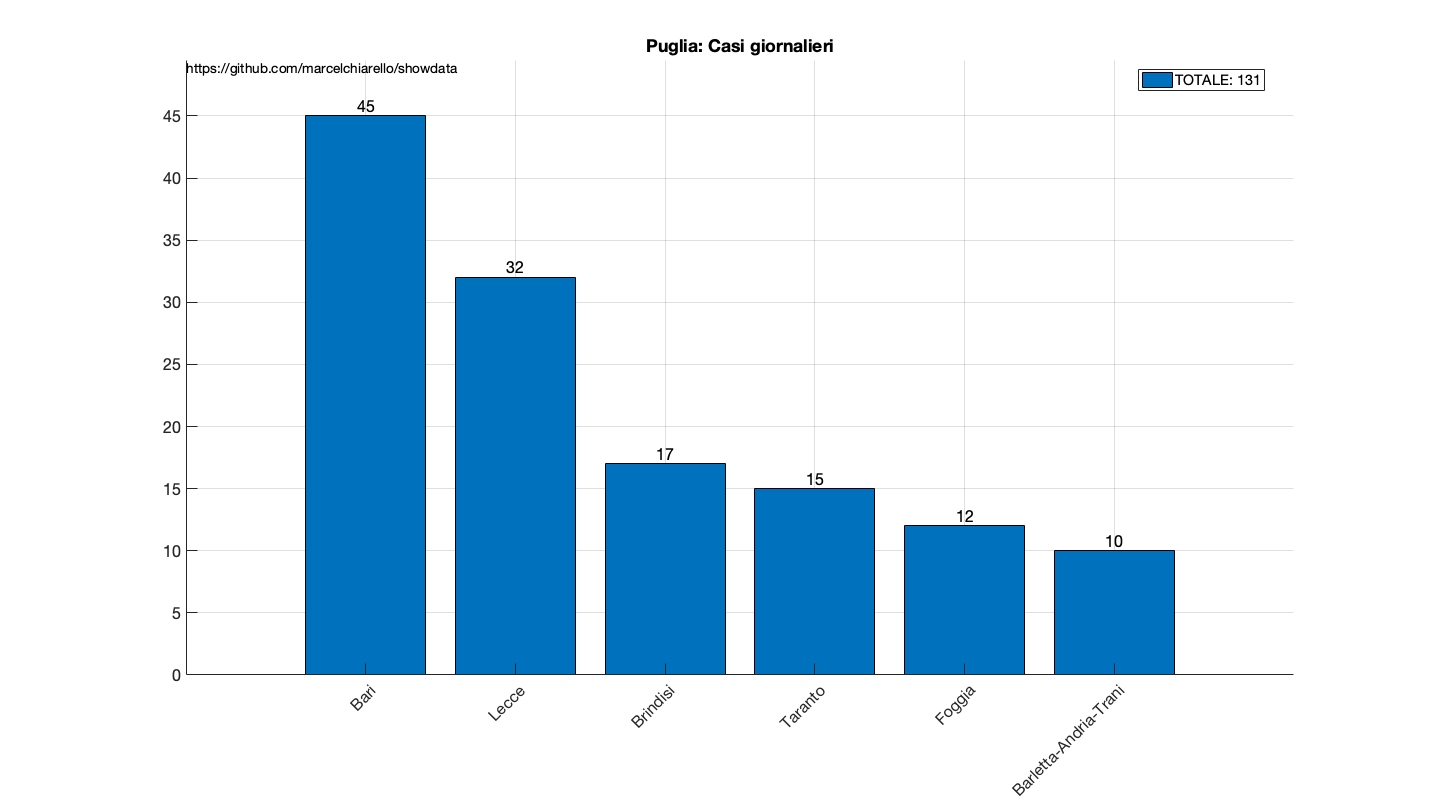 Puglia: Casi giornalieri
https://github.com/marcelchiarello/showdata
TOTALE: 131
45
40
35
30
25
20
15
10
5
0
45
32
17
15
12
10
Bari
Lecce
Brindisi
Taranto
Foggia
Barletta-Andria-Trani